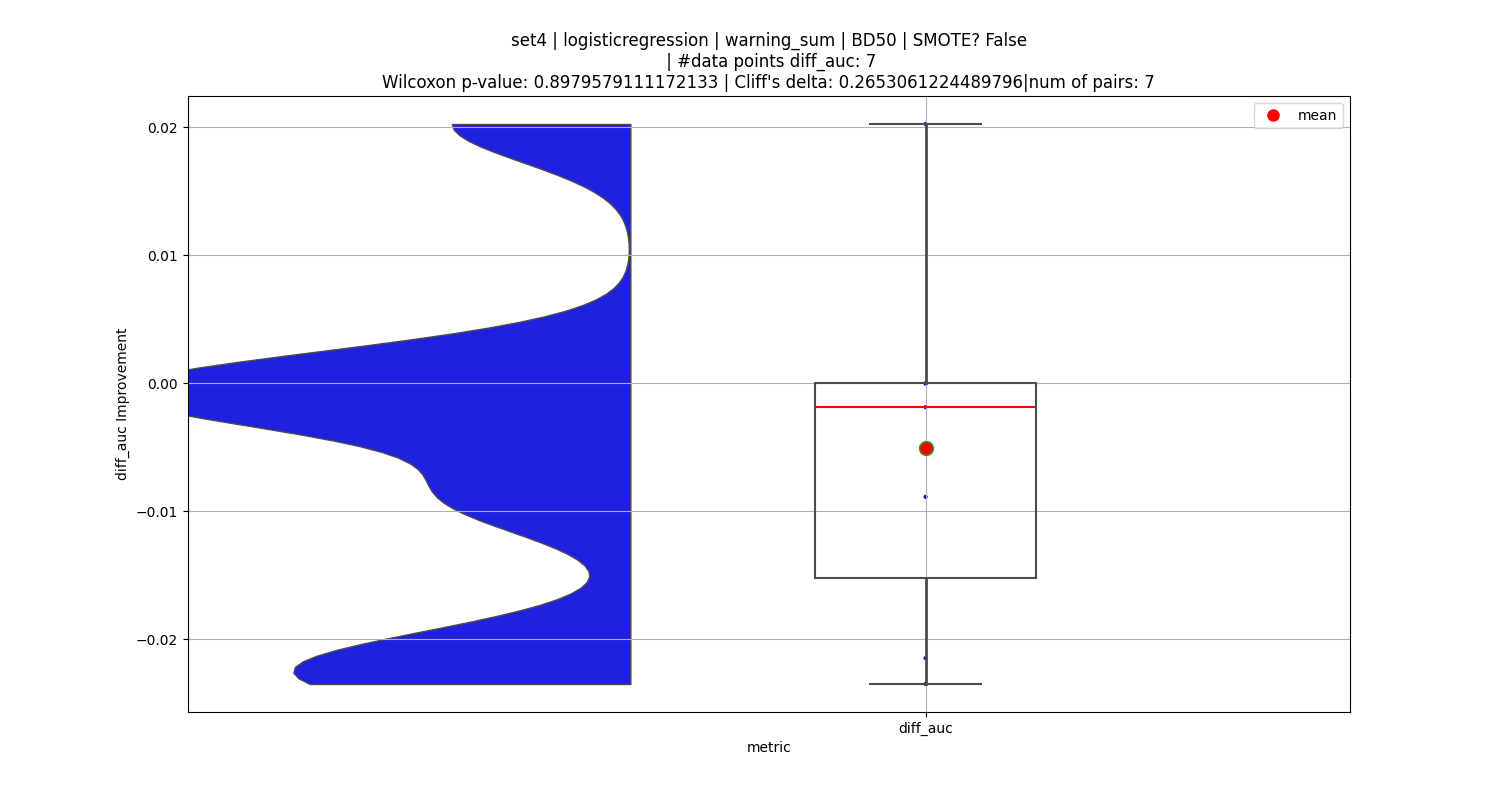 set4 | logisticregression | warning_sum | BD50 | SMOTE? False
| #data points diff_auc: 7
Wilcoxon p-value: 0.8979579111172133 | Cliff's delta: 0.2653061224489796|num of pairs: 7
mean
0.02
0.01
0.00
−0.01
−0.02
diff_auc Improvement
diff_auc
metric